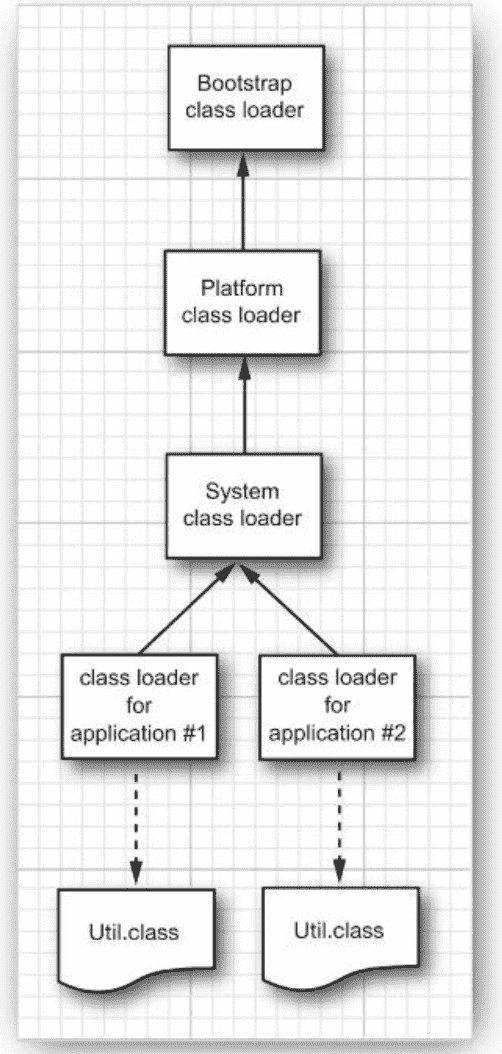 Bootstrap
class loader
Platform
class loader
System
class loader
class loader
for
application #1
class loader
for
application #2
Util.class
Util.class